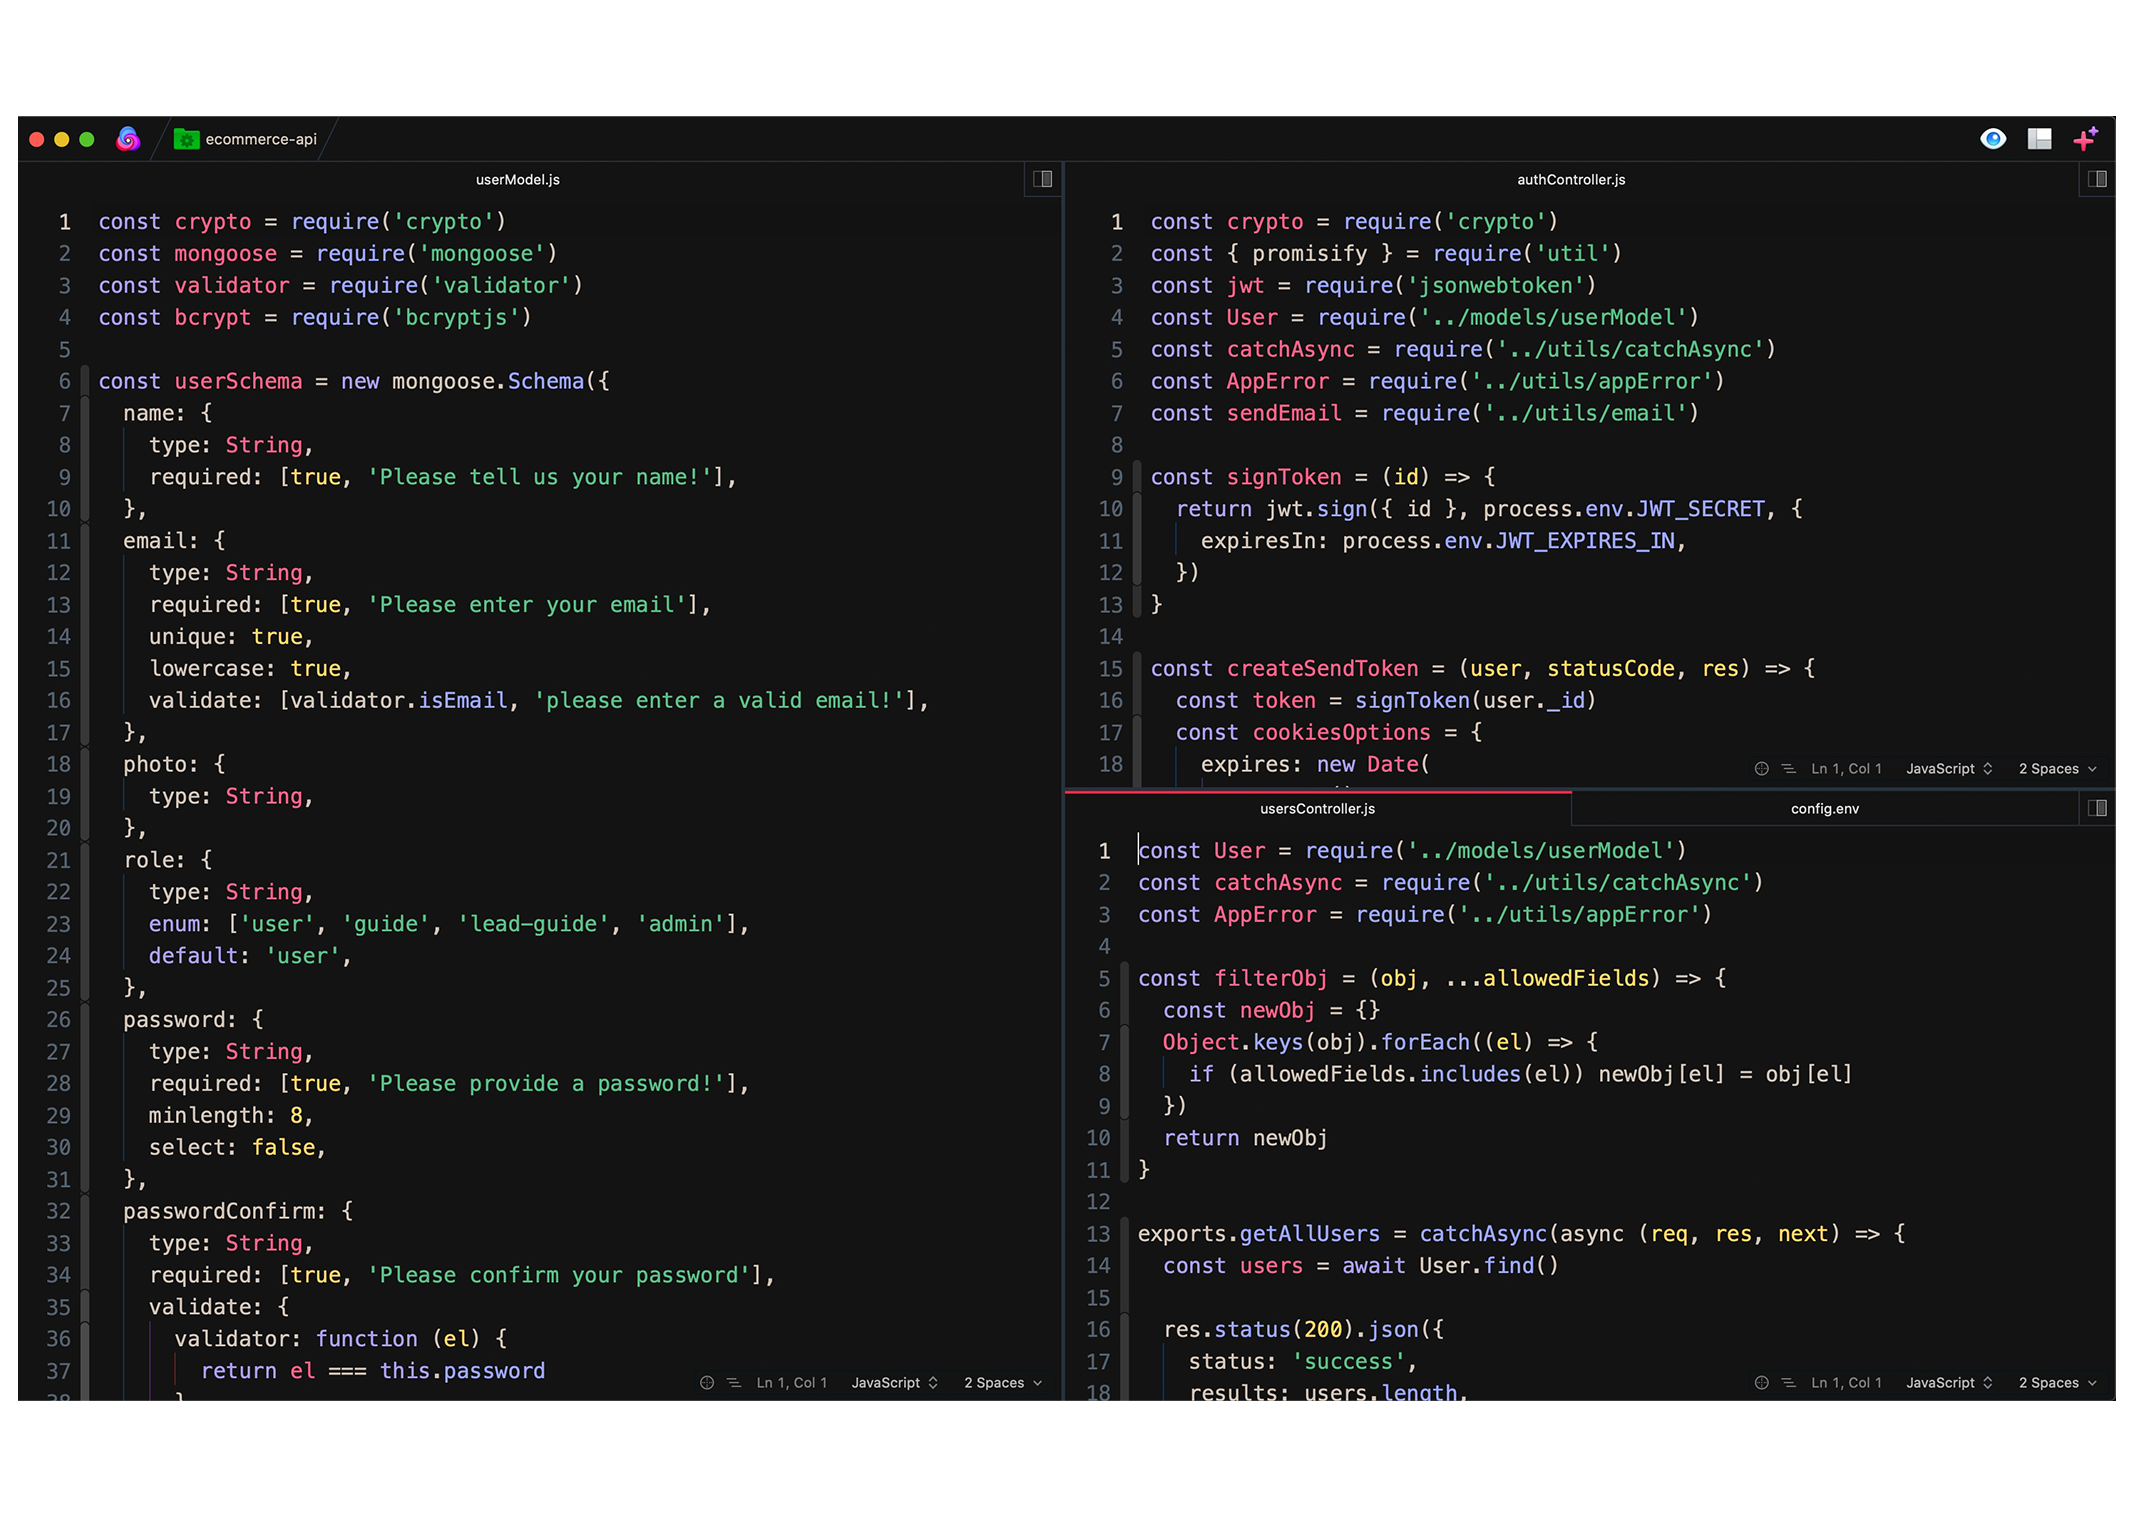 ecommerce-api
userModel.js
1 const crypto = require('crypto')
2 const mongoose = require('mongoose')
3 const validator = require('validator')
4 const bcrypt = require('bcryptjs')
5
6 const userSchema = new mongoose.Schema({
7 name: {
8 type: String,
9 required: [true, 'Please tell us your name!'],
10 },
11 email: {
12 type: String,
13 required: [true, 'Please enter your email'],
14 unique: true,
15 lowercase: true,
16 validate: [validator.isEmail, 'please enter a valid email!'],
17 },
18 photo: {
19 type: String,
20 },
21 role: {
22 type: String,
23 enum: ['user', 'guide', 'lead-guide', 'admin'],
24 default: 'user',
25 },
26 password: {
27 type: String,
28 required: [true, 'Please provide a password!'],
29 minlength: 8,
30 select: false,
31 },
32 passwordConfirm: {
33 type: String,
34 required: [true, 'Please confirm your password'],
35 validate: {
36 validator: function (el) {
37 return el === this.password
38 }
Ln 1, Col 1 JavaScript 2 Spaces
authController.js
1 const crypto = require('crypto')
2 const { promisify } = require('util')
3 const jwt = require('jsonwebtoken')
4 const User = require('../models/userModel')
5 const catchAsync = require('../utils/catchAsync')
6 const AppError = require('../utils/appError')
7 const sendEmail = require('../utils/email')
8
9 const signToken = (id) => {
10 return jwt.sign({ id }, process.env.JWT_SECRET, {
11 expiresIn: process.env.JWT_EXPIRES_IN,
12 })
13 }
14
15 const createSendToken = (user, statusCode, res) => {
16 const token = signToken(user._id)
17 const cookiesOptions = {
18 expires: new Date(
Ln 1, Col 1 JavaScript 2 Spaces
usersController.js
config.env
1 const User = require('../models/userModel')
2 const catchAsync = require('../utils/catchAsync')
3 const AppError = require('../utils/appError')
4
5 const filterObj = (obj, ...allowedFields) => {
6 const newObj = {}
7 Object.keys(obj).forEach((el) => {
8 if (allowedFields.includes(el)) newObj[el] = obj[el]
9 })
10 return newObj
11 }
12
13 exports.getAllUsers = catchAsync(async (req, res, next) => {
14 const users = await User.find()
15
16 res.status(200).json({
17 status: 'success',
18 results: users.length,
Ln 1, Col 1 JavaScript 2 Spaces